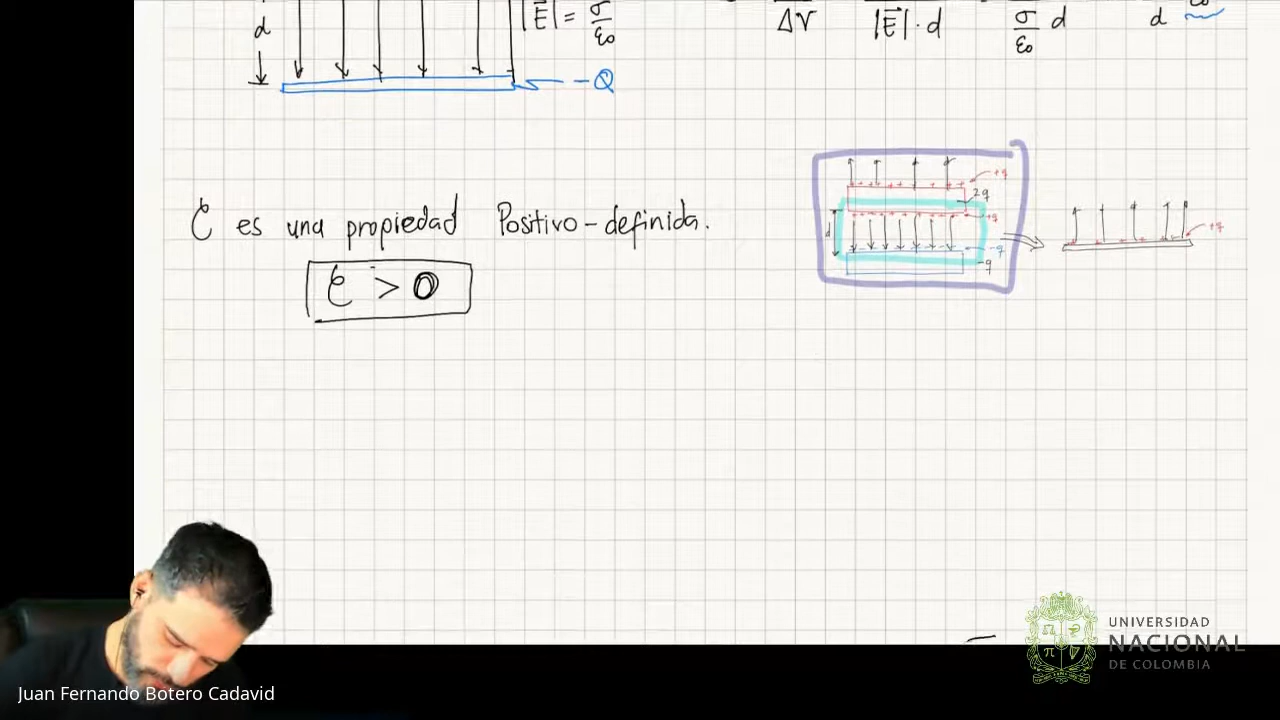 d
|E⃗| = σ/ε₀
ΔV
|E⃗| · d
σ/ε₀ d
d
-Q
C es una propiedad Positivo-definida.
C > 0
+q
2q
+q
d
-q
-q
+q
UNIVERSIDAD
NACIONAL
DE COLOMBIA
Juan Fernando Botero Cadavid